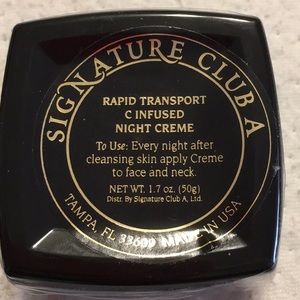 SIGNATURE CLUB A
RAPID TRANSPORT
C INFUSED
NIGHT CREME
To Use: Every night after
cleansing skin apply Creme
to face and neck.
NET WT. 1.7 oz. (50g)
Distr. By Signature Club A, Ltd.
TAMPA, FL 33609 MADE IN USA